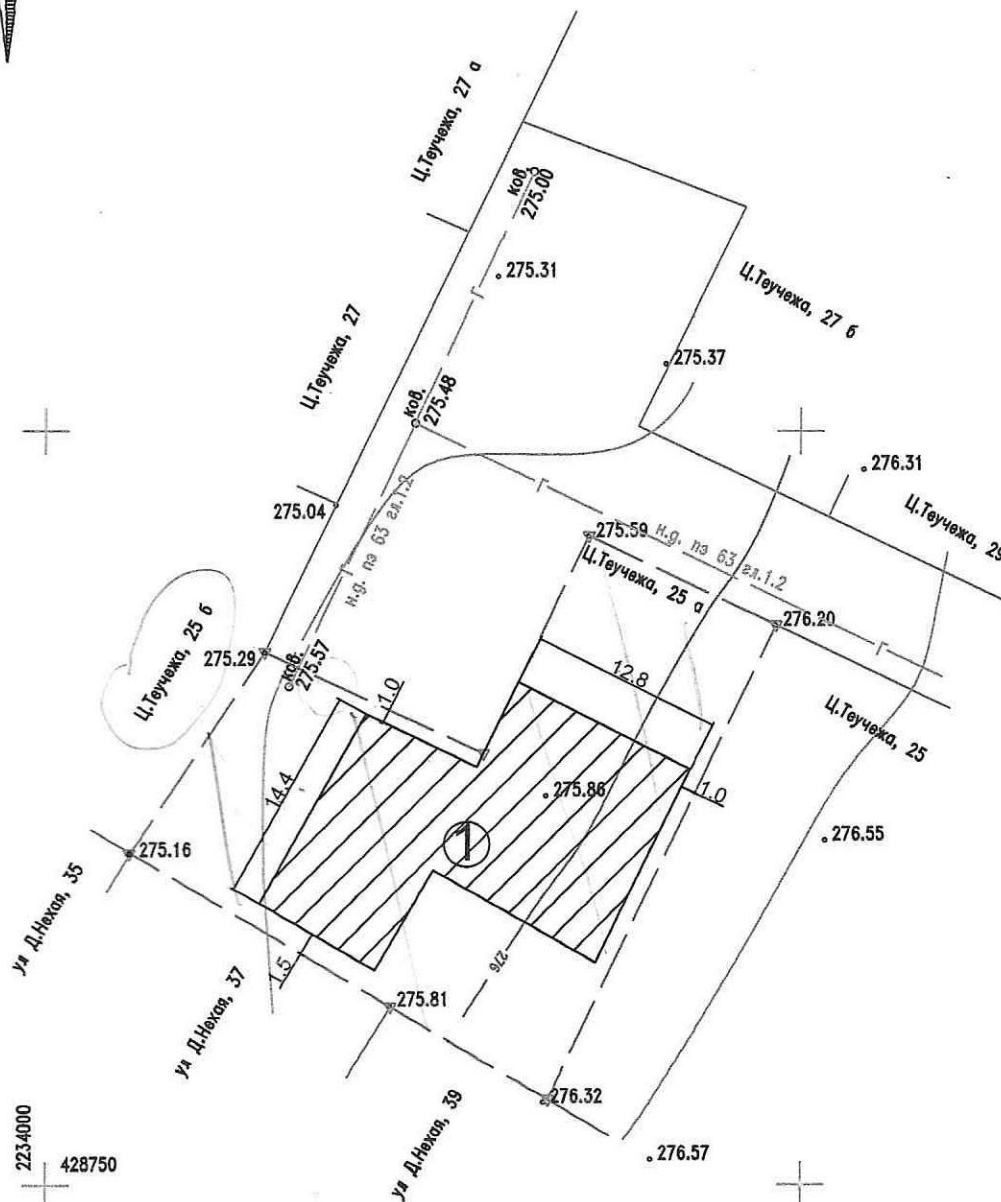 Ц.Теучежа, 27 а
ков.
275.00
275.31
Ц.Теучежа, 27 б
275.37
Ц.Теучежа, 27
ков.
275.48
Г
Г
276.31
Ц.Теучежа, 29
275.04
275.59
н.д. пэ 63 гл.1.2
н.д. пэ 63 гл.1.2
Ц.Теучежа, 25 а
276.20
Г
Г
Ц.Теучежа, 25 б
275.29
ков.
275.57
12.8
Ц.Теучежа, 25
1.0
14.4
275.86
1.0
1
276.55
275.16
ул Д.Нехая, 35
276
1.5
275.81
ул Д.Нехая, 37
276.32
ул Д.Нехая, 39
276.57
2234000
428750